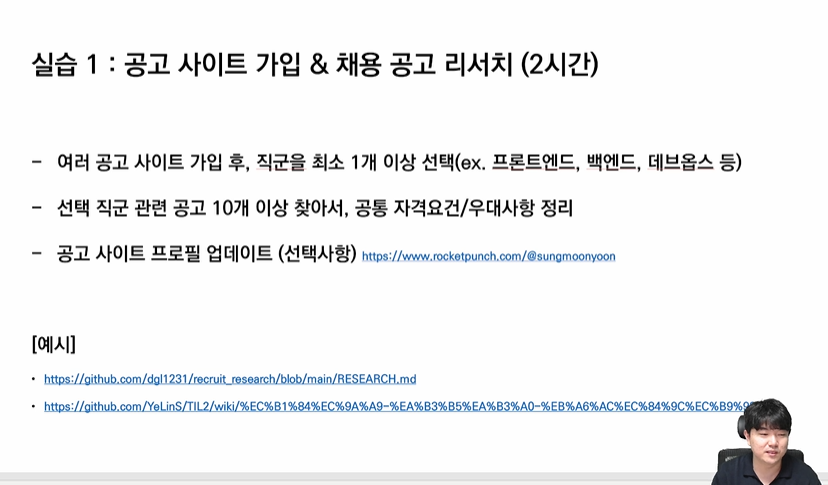 실습 1 : 공고 사이트 가입 & 채용 공고 리서치 (2시간)
- 여러 공고 사이트 가입 후, 직군을 최소 1개 이상 선택(ex. 프론트엔드, 백엔드, 데브옵스 등)
- 선택 직군 관련 공고 10개 이상 찾아서, 공통 자격요건/우대사항 정리
- 공고 사이트 프로필 업데이트 (선택사항) https://www.rocketpunch.com/@sungmoonyoon
[예시]
• https://github.com/dgl1231/recruit_research/blob/main/RESEARCH.md
• https://github.com/YeLinS/TIL2/wiki/%EC%B1%84%EC%9A%A9-%EA%B3%B5%EA%B3%A0-%EB%A6%AC%EC%84%9C%EC%B9%98